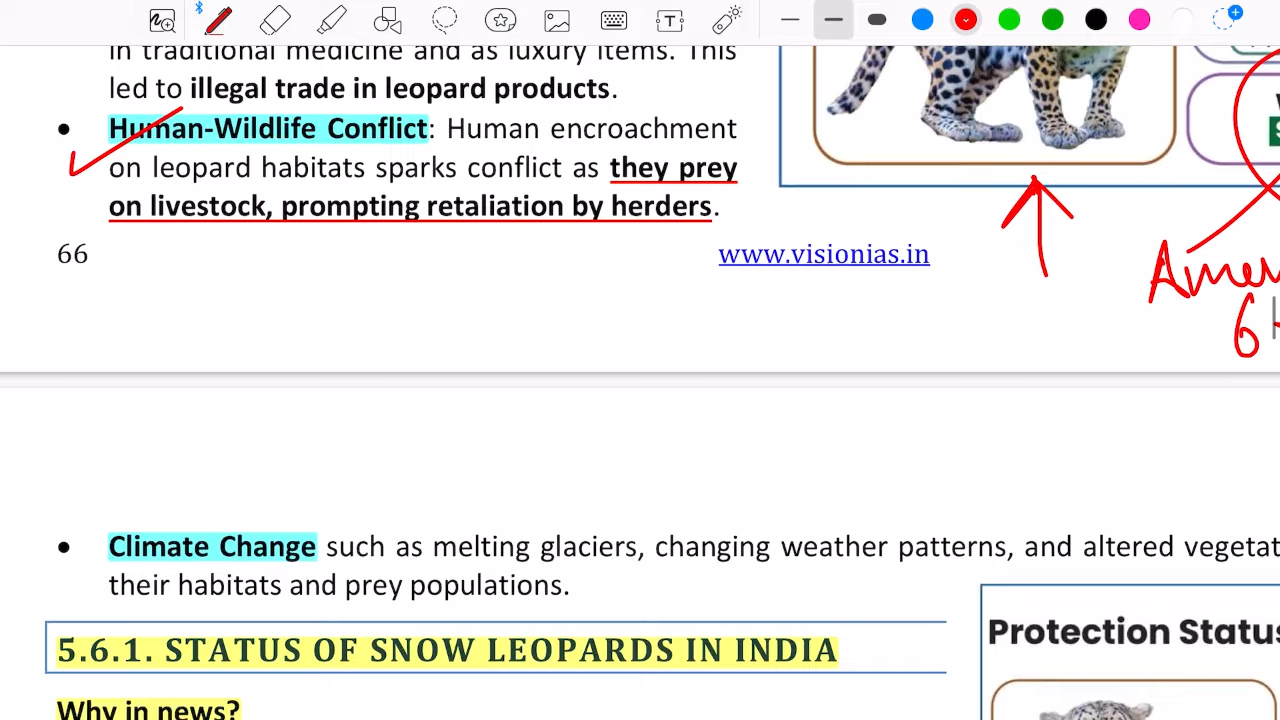 in traditional medicine and as luxury items. This
led to illegal trade in leopard products.
• Human-Wildlife Conflict: Human encroachment
on leopard habitats sparks conflict as they prey
on livestock, prompting retaliation by herders.
66
www.visionias.in
6
• Climate Change such as melting glaciers, changing weather patterns, and altered
their habitats and prey populations.
5.6.1. STATUS OF SNOW LEOPARDS IN INDIA
Protection Status
Why in news?